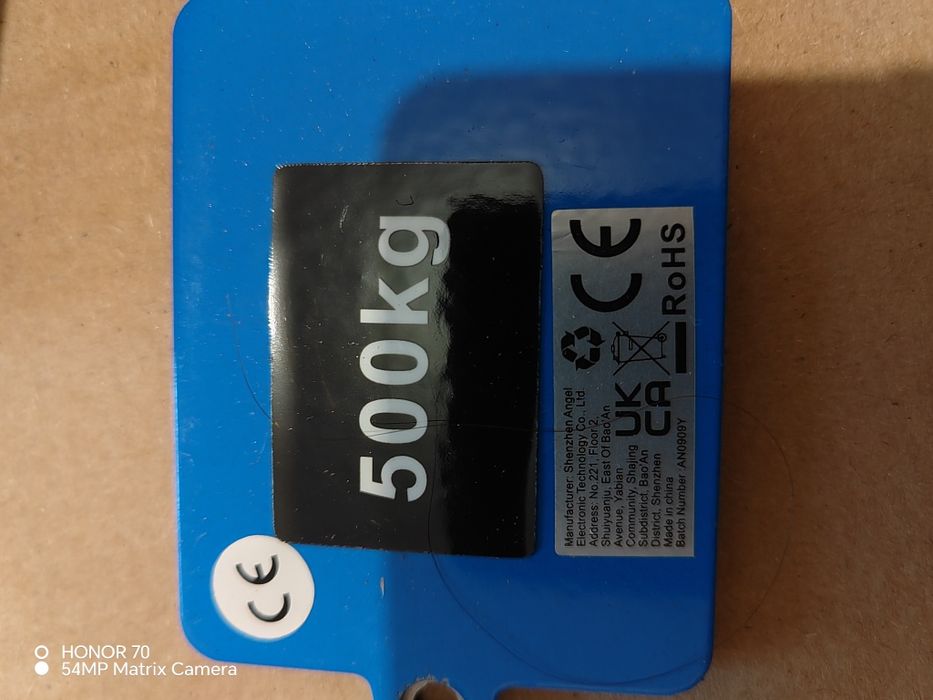 500kg
CE
Manufacturer: Shenzhen Angel
Electronic Technology Co., Ltd
Address: No.221, Floor 2,
Shuiyuanju, East Of Bao'An
Avenue, Yabian
Community, Shajing
Subdistrict, Bao'An
District, Shenzhen
Made in china
Batch Number: AN0909Y
UK
CA
CE
RoHS
HONOR 70
54MP Matrix Camera